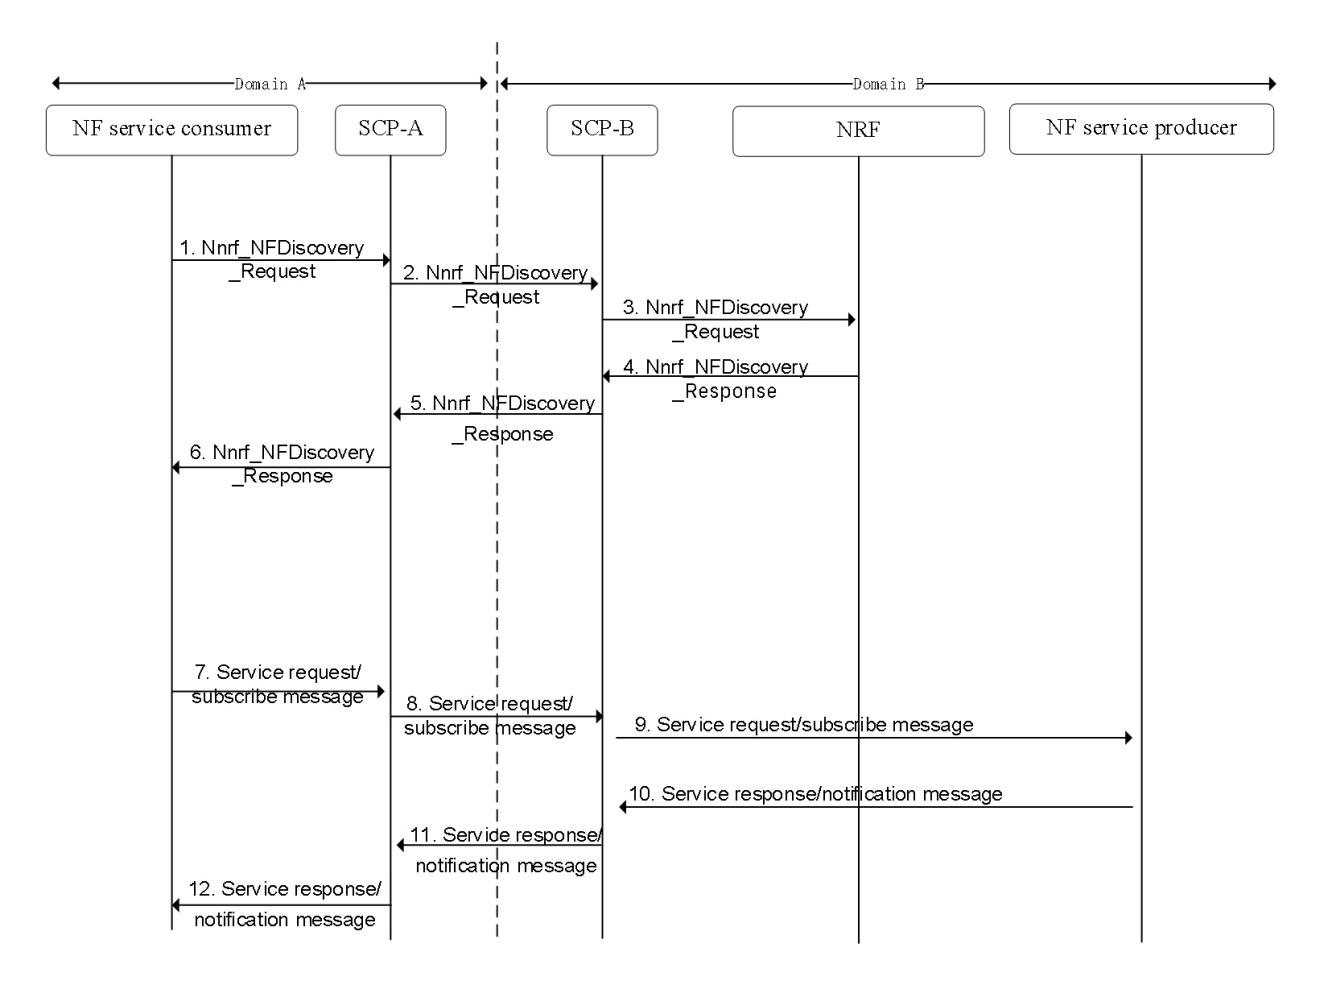 Domain A
Domain B
NF service consumer
SCP-A
SCP-B
NRF
NF service producer
1. Nnrf_NFDiscovery
_Request
2. Nnrf_NFDiscovery
_Request
3. Nnrf_NFDiscovery
_Request
4. Nnrf_NFDiscovery
_Response
5. Nnrf_NFDiscovery
_Response
6. Nnrf_NFDiscovery
_Response
7. Service request/
subscribe message
8. Service request/
subscribe message
9. Service request/subscribe message
10. Service response/notification message
11. Service response/
notification message
12. Service response/
notification message